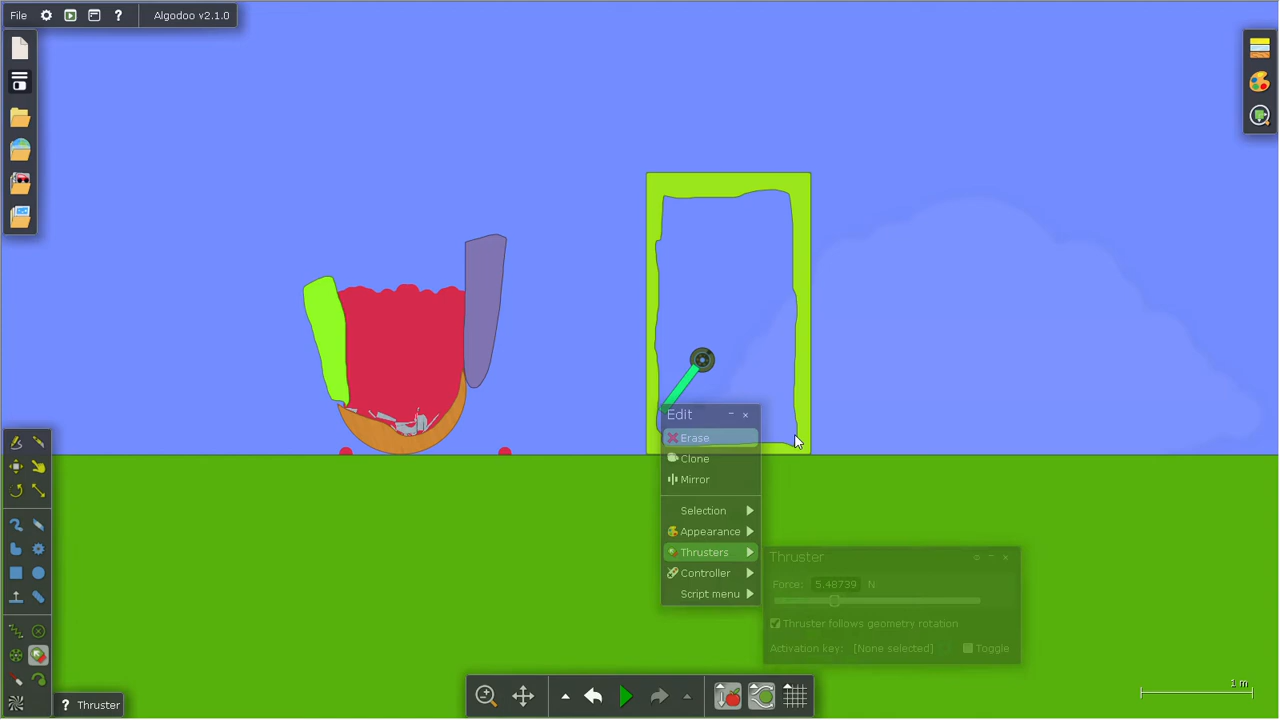 File
Algodoo v2.1.0
Edit
Erase
Clone
Mirror
Selection
Appearance
Thrusters
Controller
Script menu
Thruster
Force: 5.48739 N
Thruster follows geometry rotation
Activation key: [None selected] Toggle
1 m
? Thruster